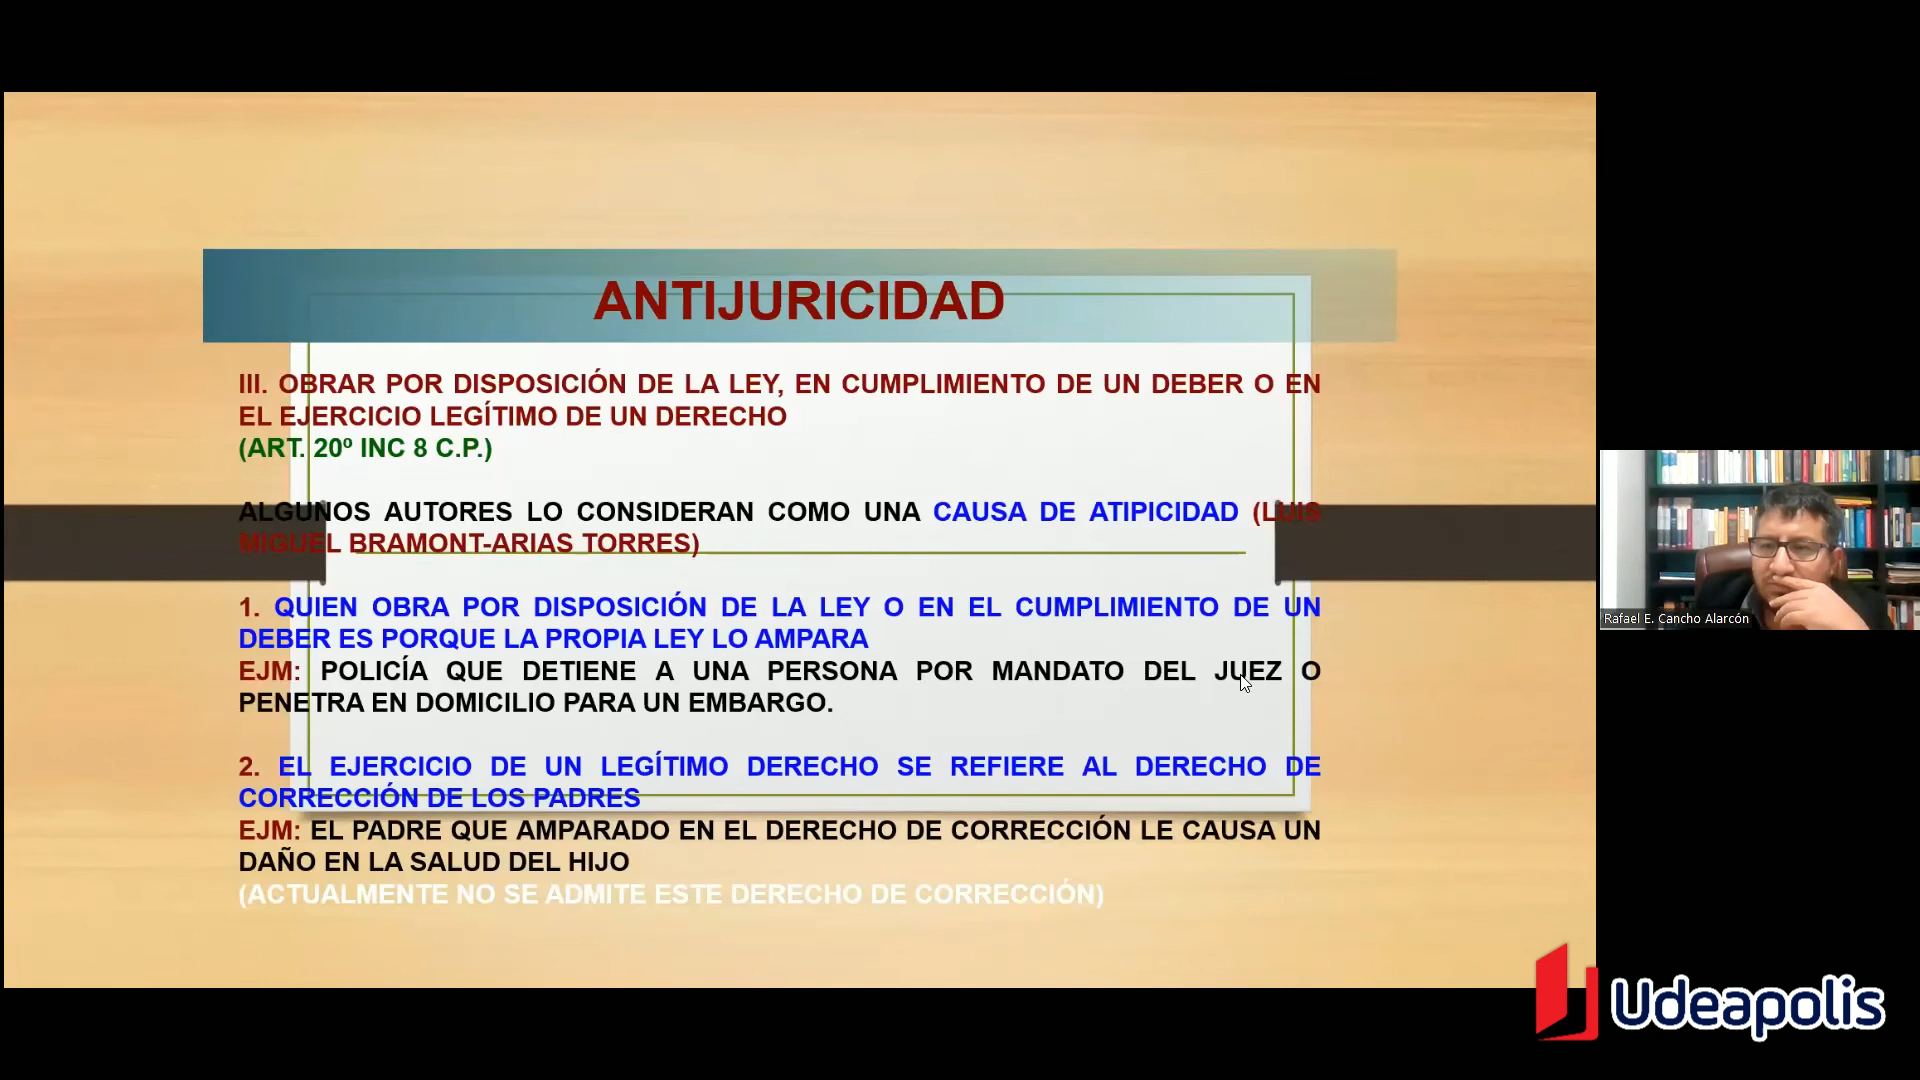 ANTIJURICIDAD
III. OBRAR POR DISPOSICIÓN DE LA LEY, EN CUMPLIMIENTO DE UN DEBER O EN
EL EJERCICIO LEGÍTIMO DE UN DERECHO
(ART. 20º INC 8 C.P.)
ALGUNOS AUTORES LO CONSIDERAN COMO UNA CAUSA DE ATIPICIDAD (LUIS
MIGUEL BRAMONT-ARIAS TORRES)
1. QUIEN OBRA POR DISPOSICIÓN DE LA LEY O EN EL CUMPLIMIENTO DE UN
DEBER ES PORQUE LA PROPIA LEY LO AMPARA
EJM: POLICÍA QUE DETIENE A UNA PERSONA POR MANDATO DEL JUEZ O
PENETRA EN DOMICILIO PARA UN EMBARGO.
2. EL EJERCICIO DE UN LEGÍTIMO DERECHO SE REFIERE AL DERECHO DE
CORRECCIÓN DE LOS PADRES
EJM: EL PADRE QUE AMPARADO EN EL DERECHO DE CORRECCIÓN LE CAUSA UN
DAÑO EN LA SALUD DEL HIJO
(ACTUALMENTE NO SE ADMITE ESTE DERECHO DE CORRECCIÓN)
Rafael E. Cancho Alarcón
Udeapolis